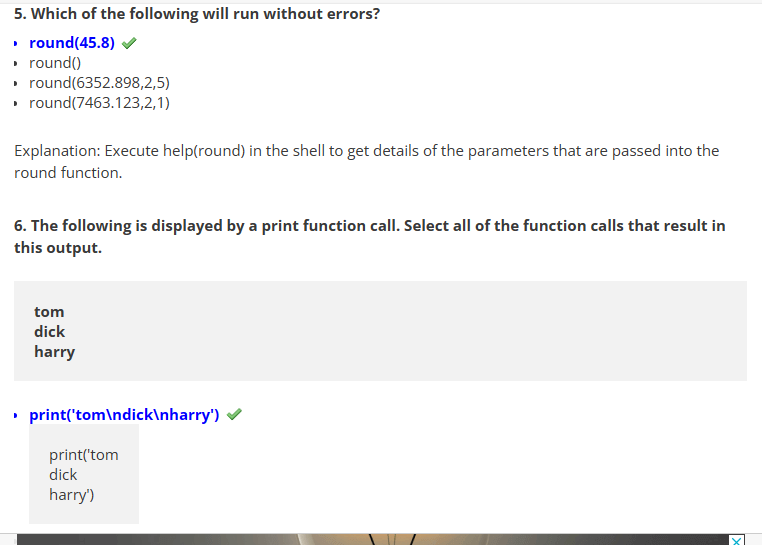 5. Which of the following will run without errors?
round(45.8)
round()
round(6352.898,2,5)
round(7463.123,2,1)
Explanation: Execute help(round) in the shell to get details of the parameters that are passed into the
round function.
6. The following is displayed by a print function call. Select all of the function calls that result in
this output.
tom
dick
harry
print('tom\ndick\nharry')
print('tom
dick
harry')